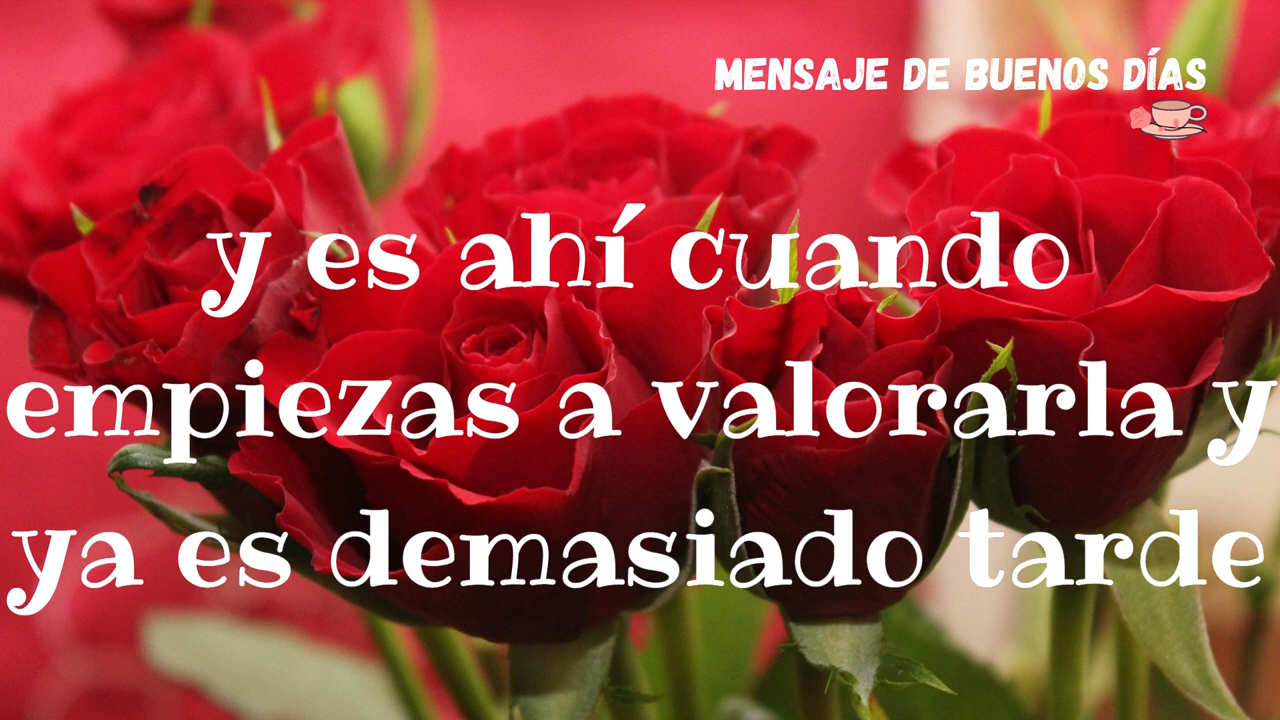 MENSAJE DE BUENOS DÍAS
y es ahí cuando
empiezas a valorarla y
ya es demasiado tarde